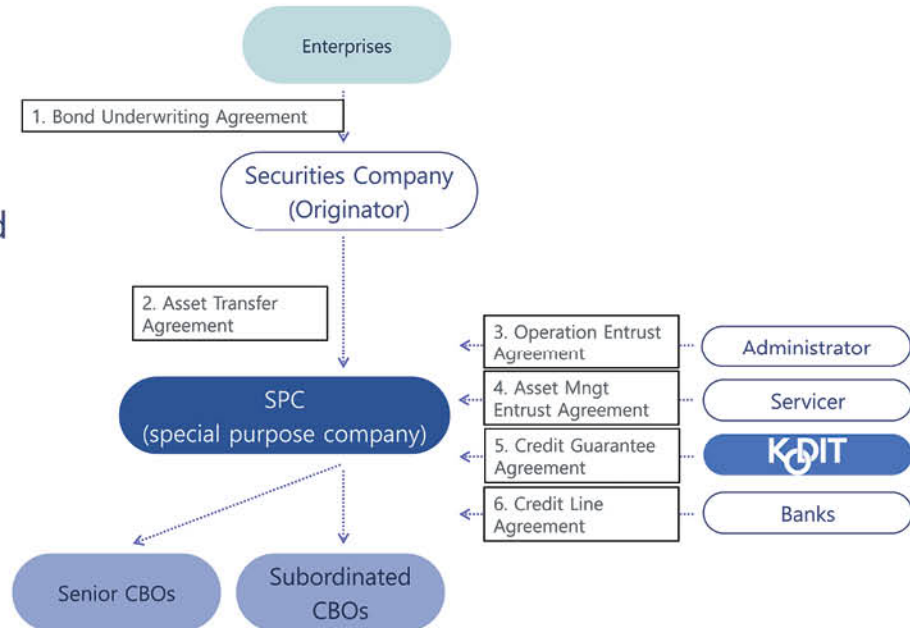 Enterprises
1. Bond Underwriting Agreement
Securities Company
(Originator)
d
2. Asset Transfer
Agreement
3. Operation Entrust
Agreement
Administrator
SPC
(special purpose company)
4. Asset Mngt
Entrust Agreement
Servicer
5. Credit Guarantee
Agreement
KODIT
6. Credit Line
Agreement
Banks
Senior CBOs
Subordinated
CBOs